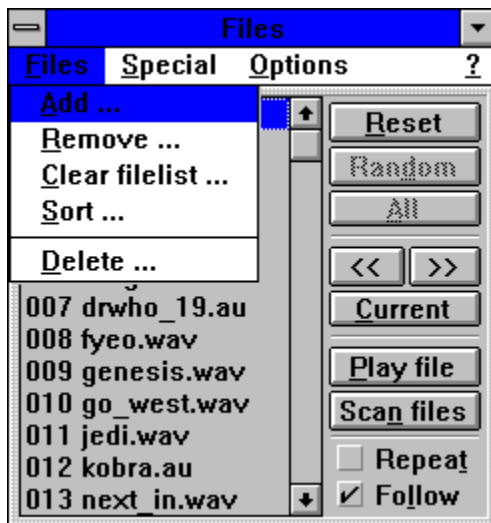 Files
Files Special Options ?
Add ...
Remove ...
Clear filelist ...
Sort ...
Delete ...
007 drwho_19.au
008 fyeo.wav
009 genesis.wav
010 go_west.wav
011 jedi.wav
012 kobra.au
013 next_in.wav
Reset
Random
All
<< >>
Current
Play file
Scan files
Repeat
Follow